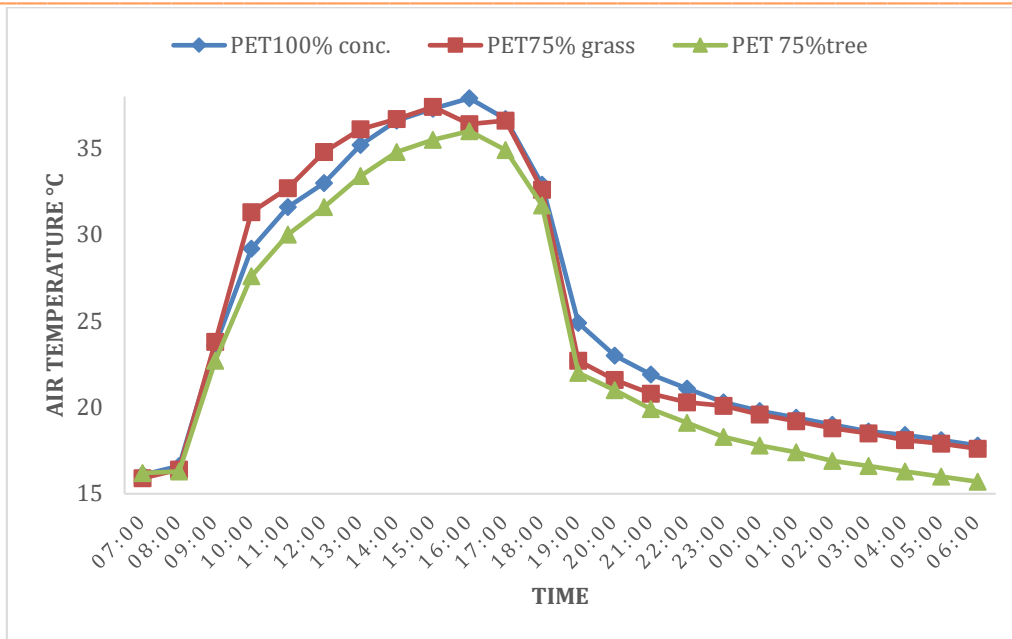 PET100% conc. PET75% grass PET 75%tree
AIR TEMPERATURE °C
35
30
25
20
15
07:00 08:00 09:00 10:00 11:00 12:00 13:00 14:00 15:00 16:00 17:00 18:00 19:00 20:00 21:00 22:00 23:00 00:00 01:00 02:00 03:00 04:00 05:00 06:00
TIME